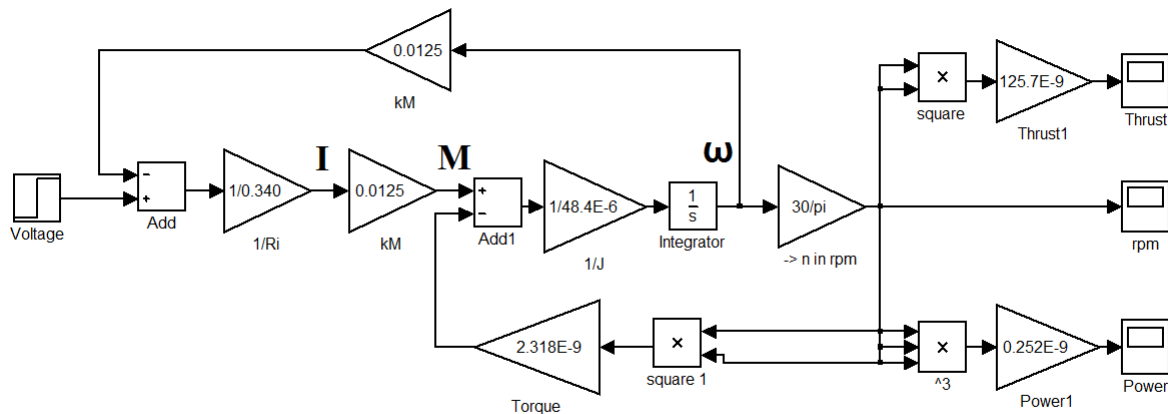 0.0125
kM
×
square
125.7E-9
Thrust1
Thrust
-
+
Add
Voltage
1/0.340
1/Ri
I
0.0125
kM
M
+
-
Add1
1/48.4E-6
1/J
1
s
Integrator
ω
30/pi
-> n in rpm
rpm
2.318E-9
Torque
×
square 1
×
^3
0.252E-9
Power1
Power